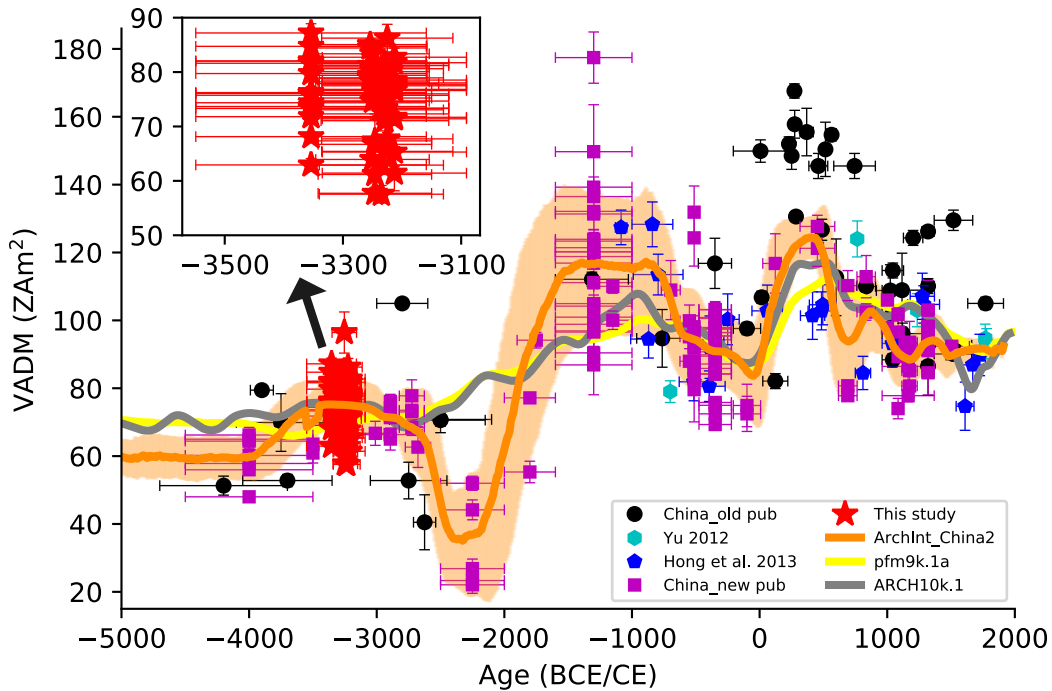 90
80
70
60
50
−3500
−3300
−3100
180
160
140
120
100
80
60
40
20
VADM (ZAm²)
−5000
−4000
−3000
−2000
−1000
0
1000
2000
Age (BCE/CE)
China_old pub
Yu 2012
Hong et al. 2013
China_new pub
This study
ArchInt_China2
pfm9k.1a
ARCH10k.1